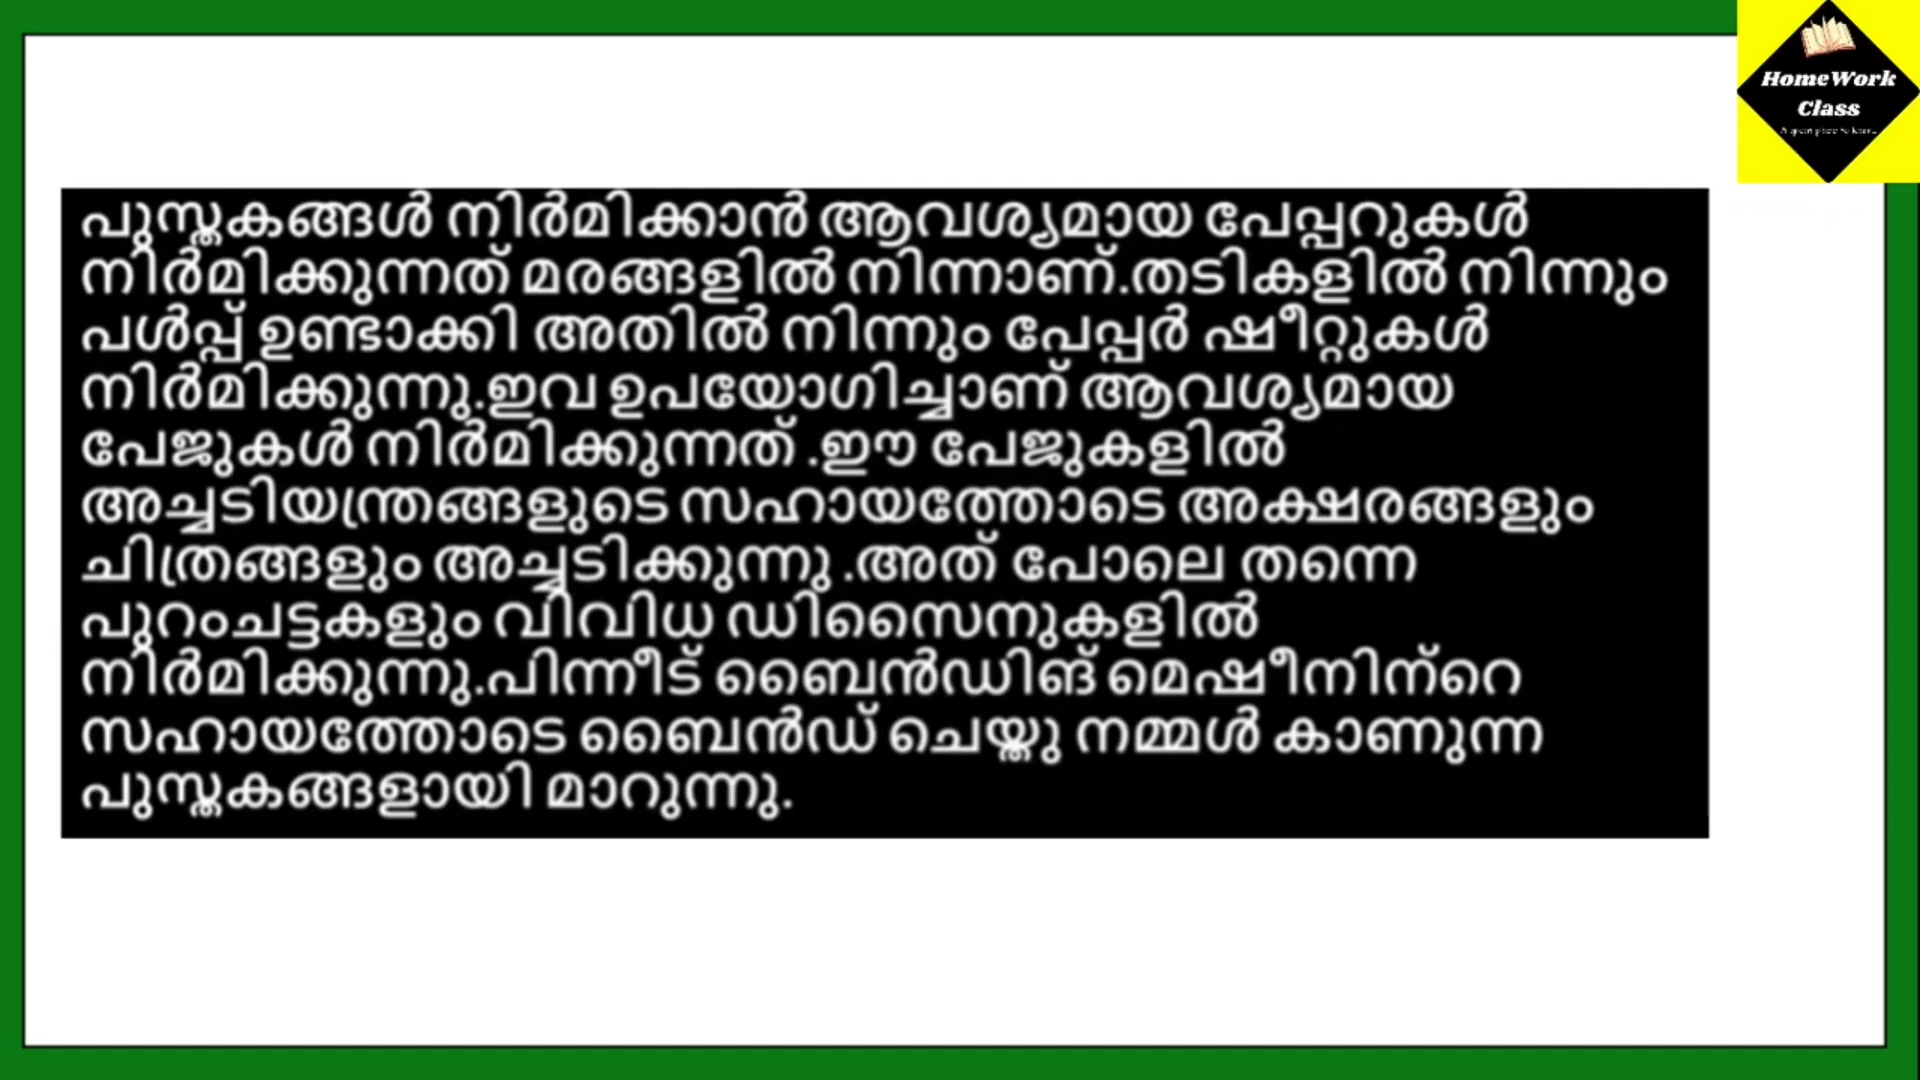 HomeWork
Class
പുസ്തകങ്ങൾ നിർമിക്കാൻ ആവശ്യമായ പേപ്പറുകൾ
നിർമിക്കുന്നത് മരങ്ങളിൽ നിന്നാണ്.തടികളിൽ നിന്നും
പൾപ്പ് ഉണ്ടാക്കി അതിൽ നിന്നും പേപ്പർ ഷീറ്റുകൾ
നിർമിക്കുന്നു.ഇവ ഉപയോഗിച്ചാണ് ആവശ്യമായ
പേജുകൾ നിർമിക്കുന്നത് .ഈ പേജുകളിൽ
അച്ചടിയന്ത്രങ്ങളുടെ സഹായത്തോടെ അക്ഷരങ്ങളും
ചിത്രങ്ങളും അച്ചടിക്കുന്നു .അത് പോലെ തന്നെ
പുറംചട്ടകളും വിവിധ ഡിസൈനുകളിൽ
നിർമിക്കുന്നു.പിന്നീട് ബൈൻഡിങ് മെഷീനിന്റെ
സഹായത്തോടെ ബൈൻഡ് ചെയ്തു നമ്മൾ കാണുന്ന
പുസ്തകങ്ങളായി മാറുന്നു.